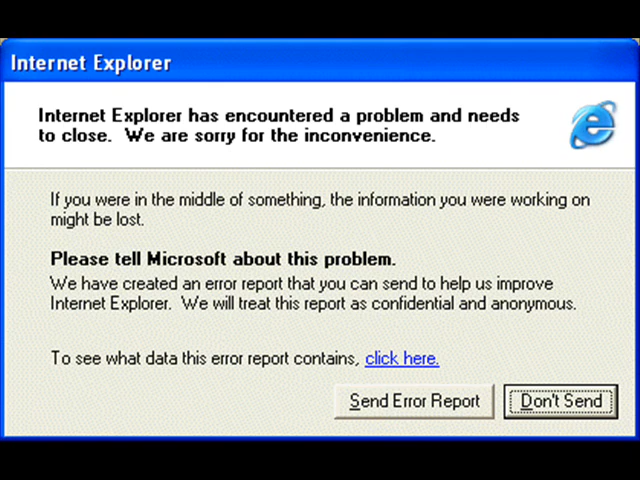 Internet Explorer
Internet Explorer has encountered a problem and needs
to close.  We are sorry for the inconvenience.
If you were in the middle of something, the information you were working on
might be lost.
Please tell Microsoft about this problem.
We have created an error report that you can send to help us improve
Internet Explorer.  We will treat this report as confidential and anonymous.
To see what data this error report contains, click here.
Send Error Report
Don't Send